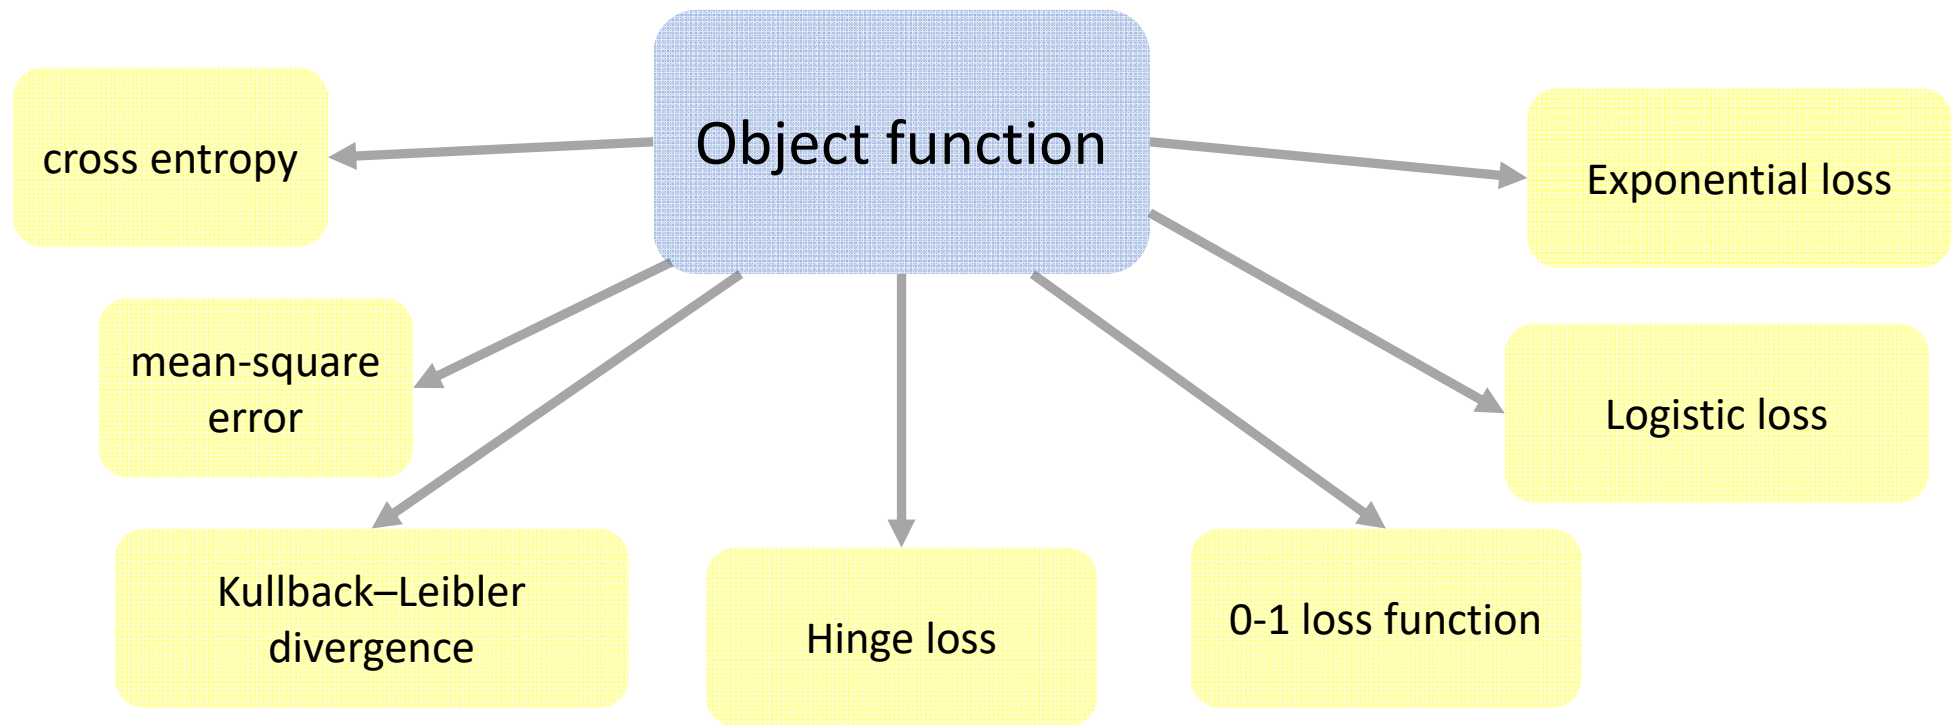 Object function
cross entropy
Exponential loss
mean-square
error
Logistic loss
Kullback–Leibler
divergence
Hinge loss
0-1 loss function